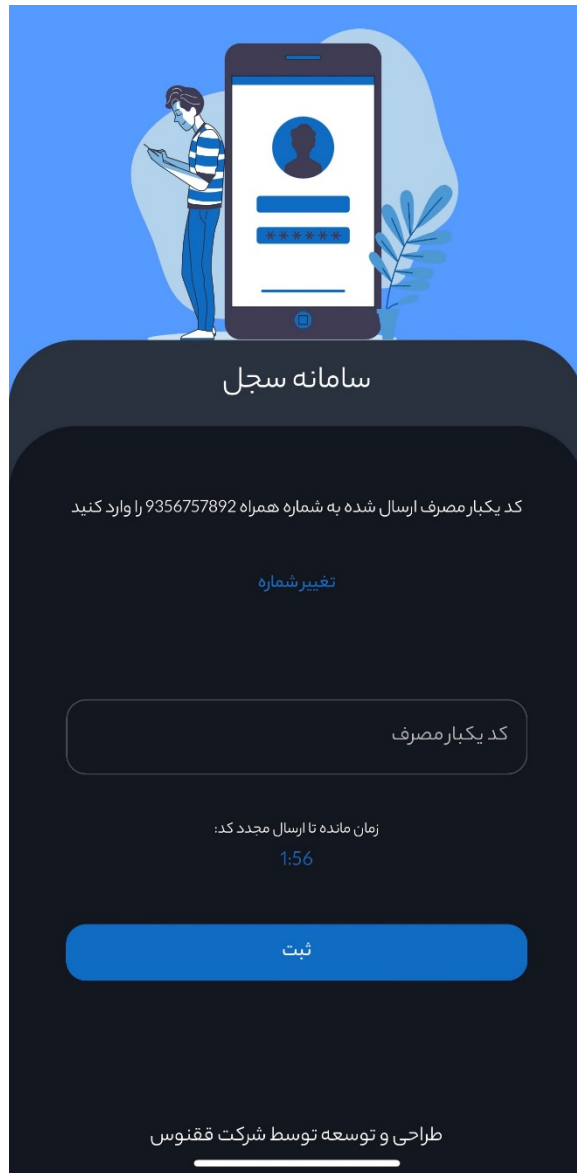 ******
سامانه سجل
کد یکبار مصرف ارسال شده به شماره همراه 9356757892 را وارد کنید
تغییر شماره
کد یکبار مصرف
زمان مانده تا ارسال مجدد کد:
1:56
ثبت
طراحی و توسعه توسط شرکت ققنوس